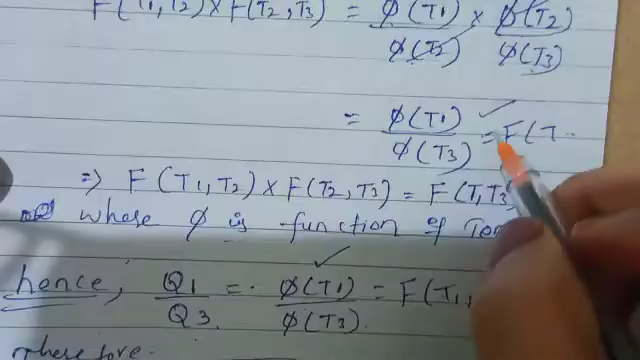 F(T1,T2) × F(T2,T3) = ϕ(T1)/ϕ(T2) × ϕ(T2)/ϕ(T3)
= ϕ(T1)/ϕ(T3) ✓ = F(T
⇒ F(T1,T2) × F(T2,T3) = F(T1,T3)
where ϕ is function of
hence, Q1/Q3 = ϕ(T1)/ϕ(T3). ✓ = F(T1,
therefore.